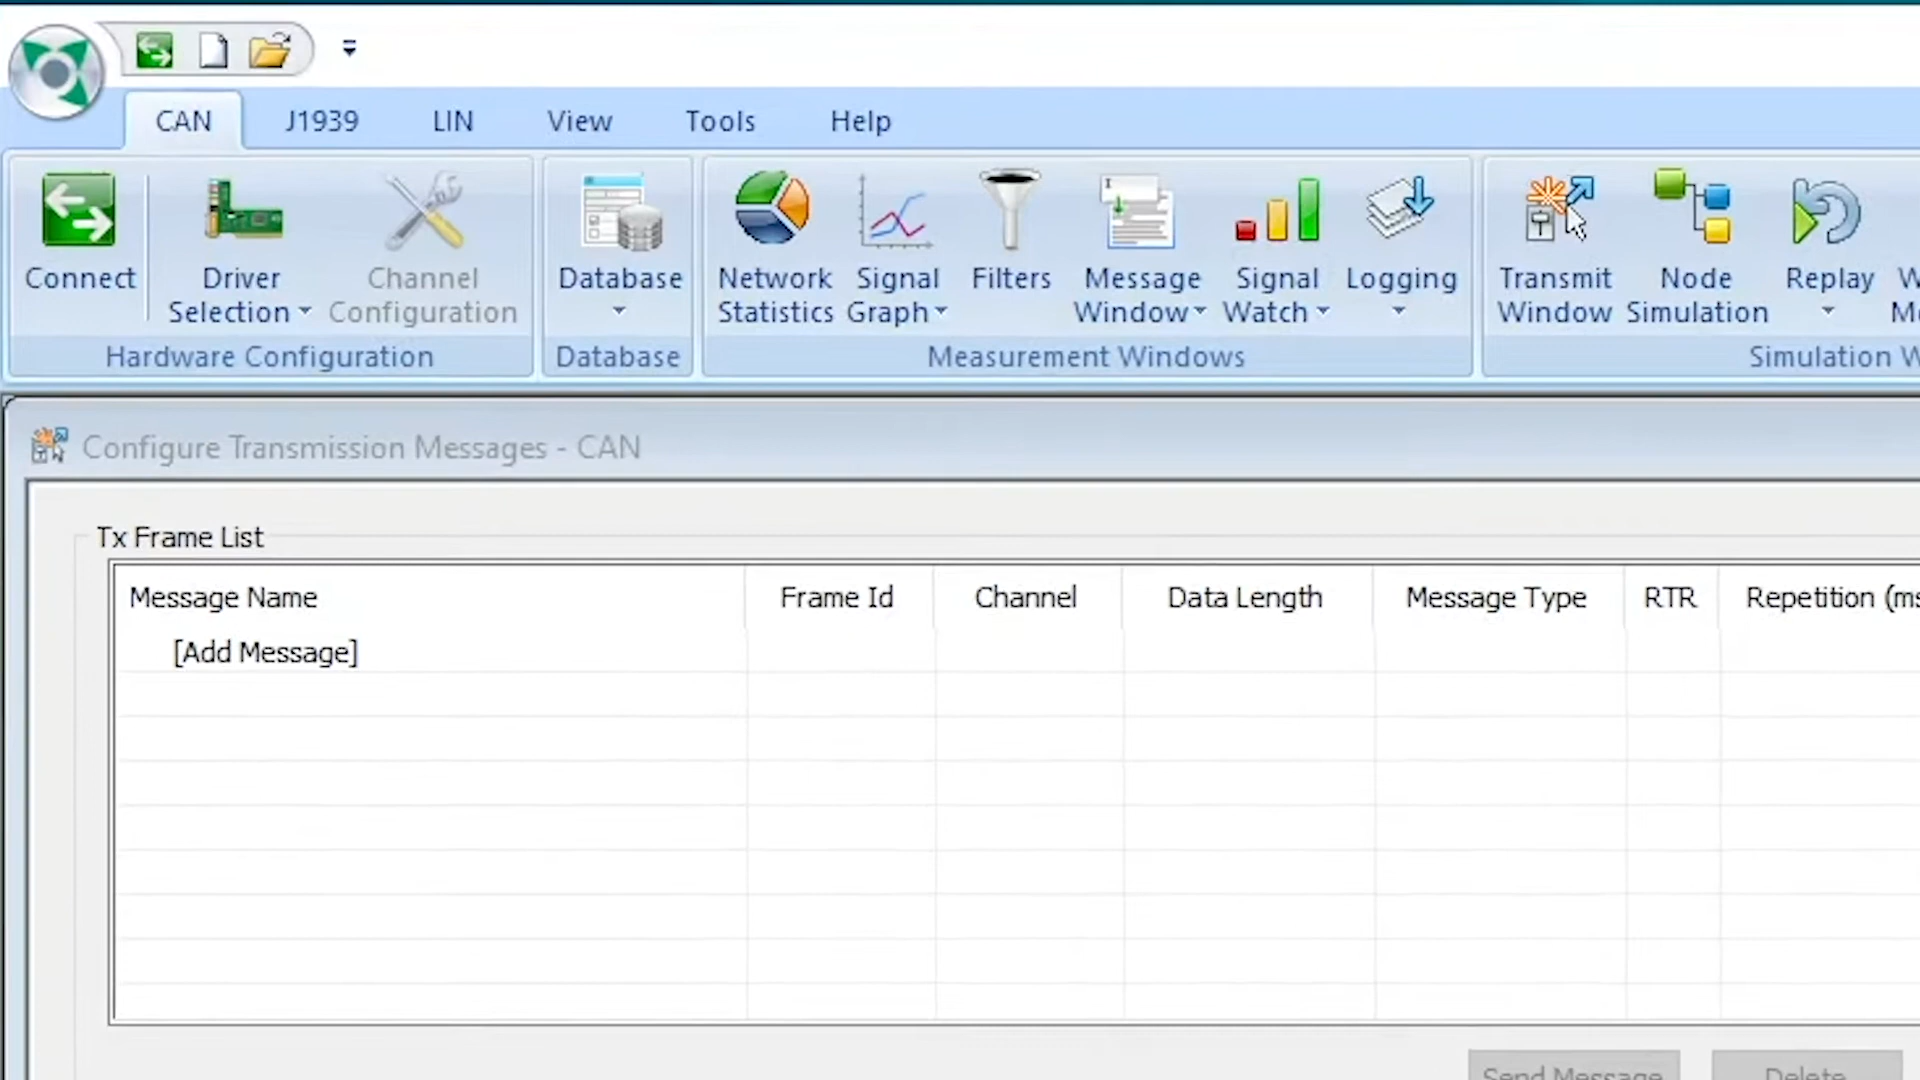 CAN J1939 LIN View Tools Help
Connect Driver Selection Channel Configuration Database Network Statistics Signal Graph Filters Message Window Signal Watch Logging Transmit Window Node Simulation Replay
Hardware Configuration Database Measurement Windows Simulation
Configure Transmission Messages - CAN
Tx Frame List
Message Name Frame Id Channel Data Length Message Type RTR Repetition (ms
[Add Message]
Send Message Delete